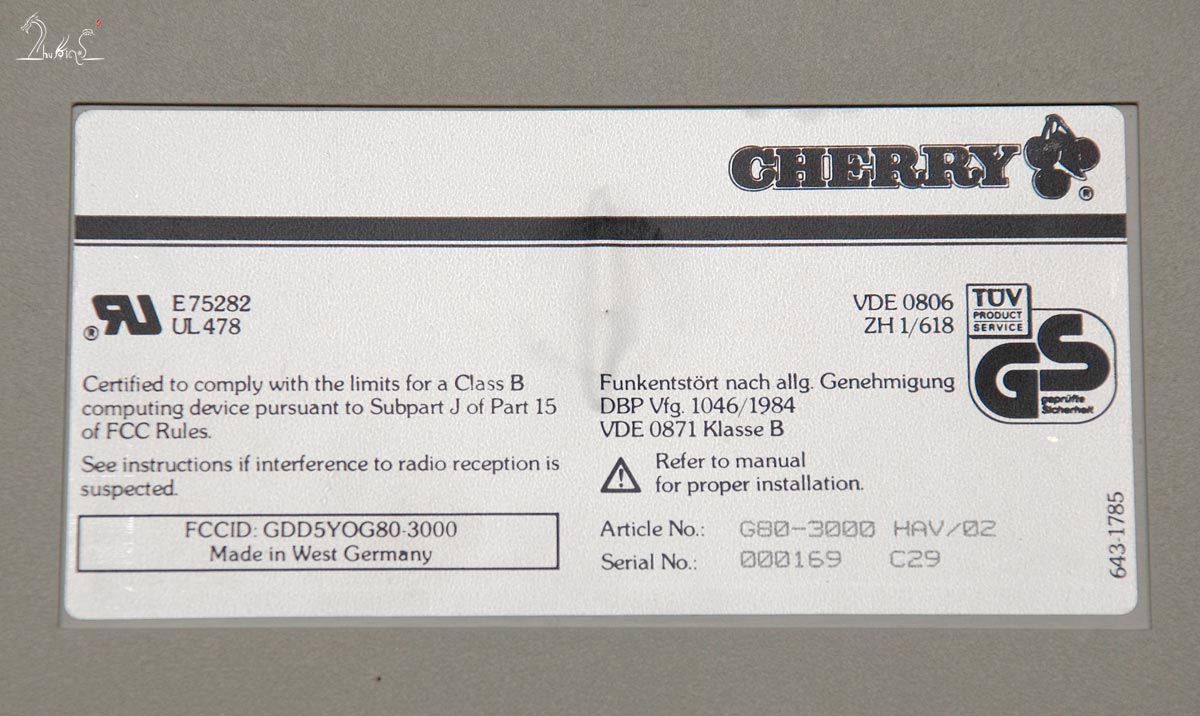 CHERRY
®
® RU E75282
UL 478
VDE 0806
ZH 1/618
TÜV
PRODUCT
SERVICE
GS
geprüfte
Sicherheit
Certified to comply with the limits for a Class B
computing device pursuant to Subpart J of Part 15
of FCC Rules.
See instructions if interference to radio reception is
suspected.
FCCID: GDD5YOG80-3000
Made in West Germany
Funkentstört nach allg. Genehmigung
DBP Vfg. 1046/1984
VDE 0871 Klasse B
Refer to manual
for proper installation.
Article No.: G80-3000 HAV/02
Serial No.: 000169 C29
643-1785